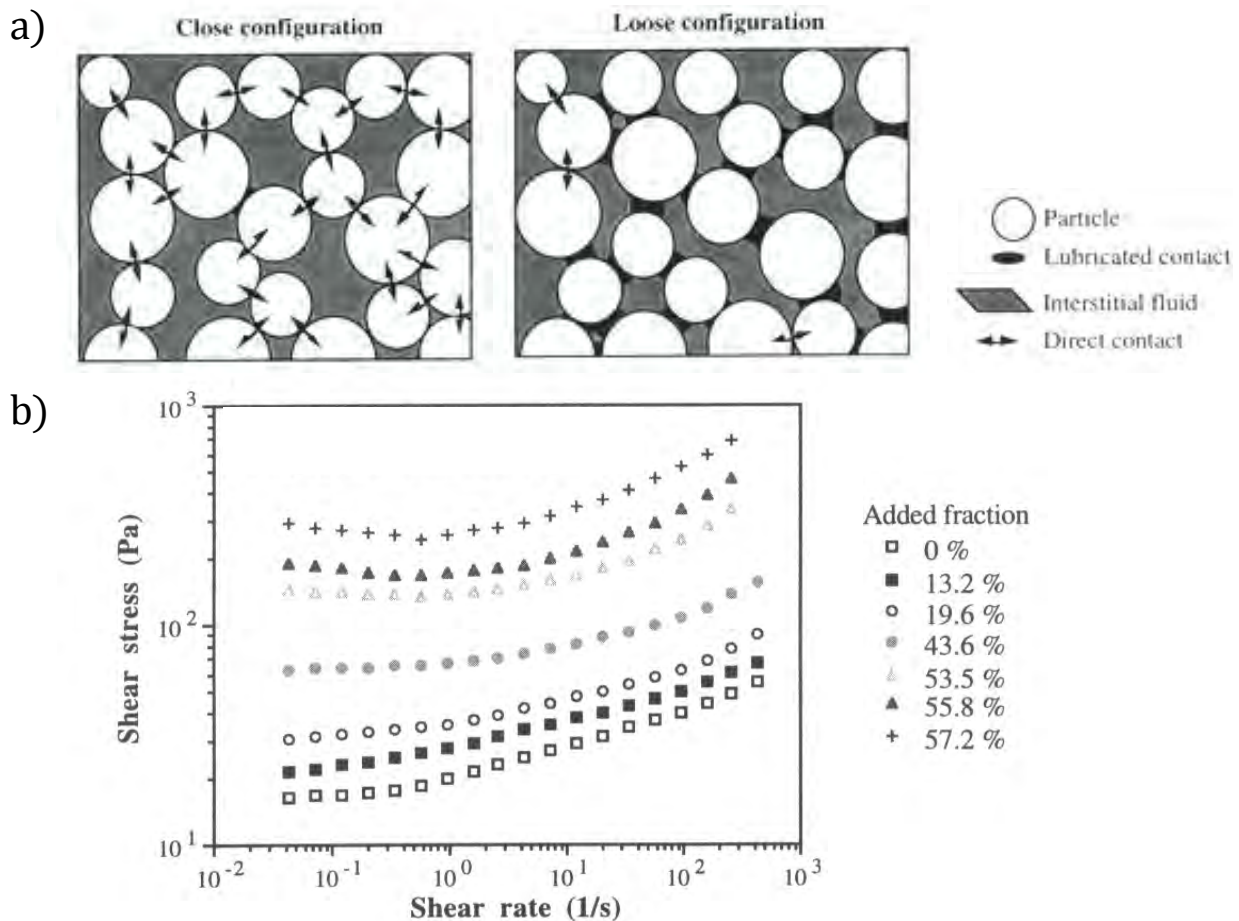 a)
Close configuration
Loose configuration
Particle
Lubricated contact
Interstitial fluid
Direct contact
b)
10^3
10^2
10^1
Shear stress (Pa)
10^-2
10^-1
10^0
10^1
10^2
10^3
Shear rate (1/s)
Added fraction
0 %
13.2 %
19.6 %
43.6 %
53.5 %
55.8 %
57.2 %